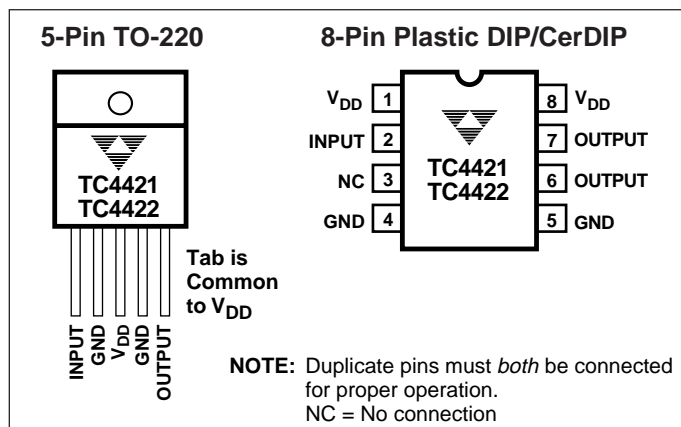 5-Pin TO-220
TC4421
TC4422
Tab is
Common
to VDD
INPUT
GND
VDD
GND
OUTPUT
8-Pin Plastic DIP/CerDIP
VDD 1
INPUT 2
NC 3
GND 4
TC4421
TC4422
8 VDD
7 OUTPUT
6 OUTPUT
5 GND
NOTE: Duplicate pins must both be connected
for proper operation.
NC = No connection